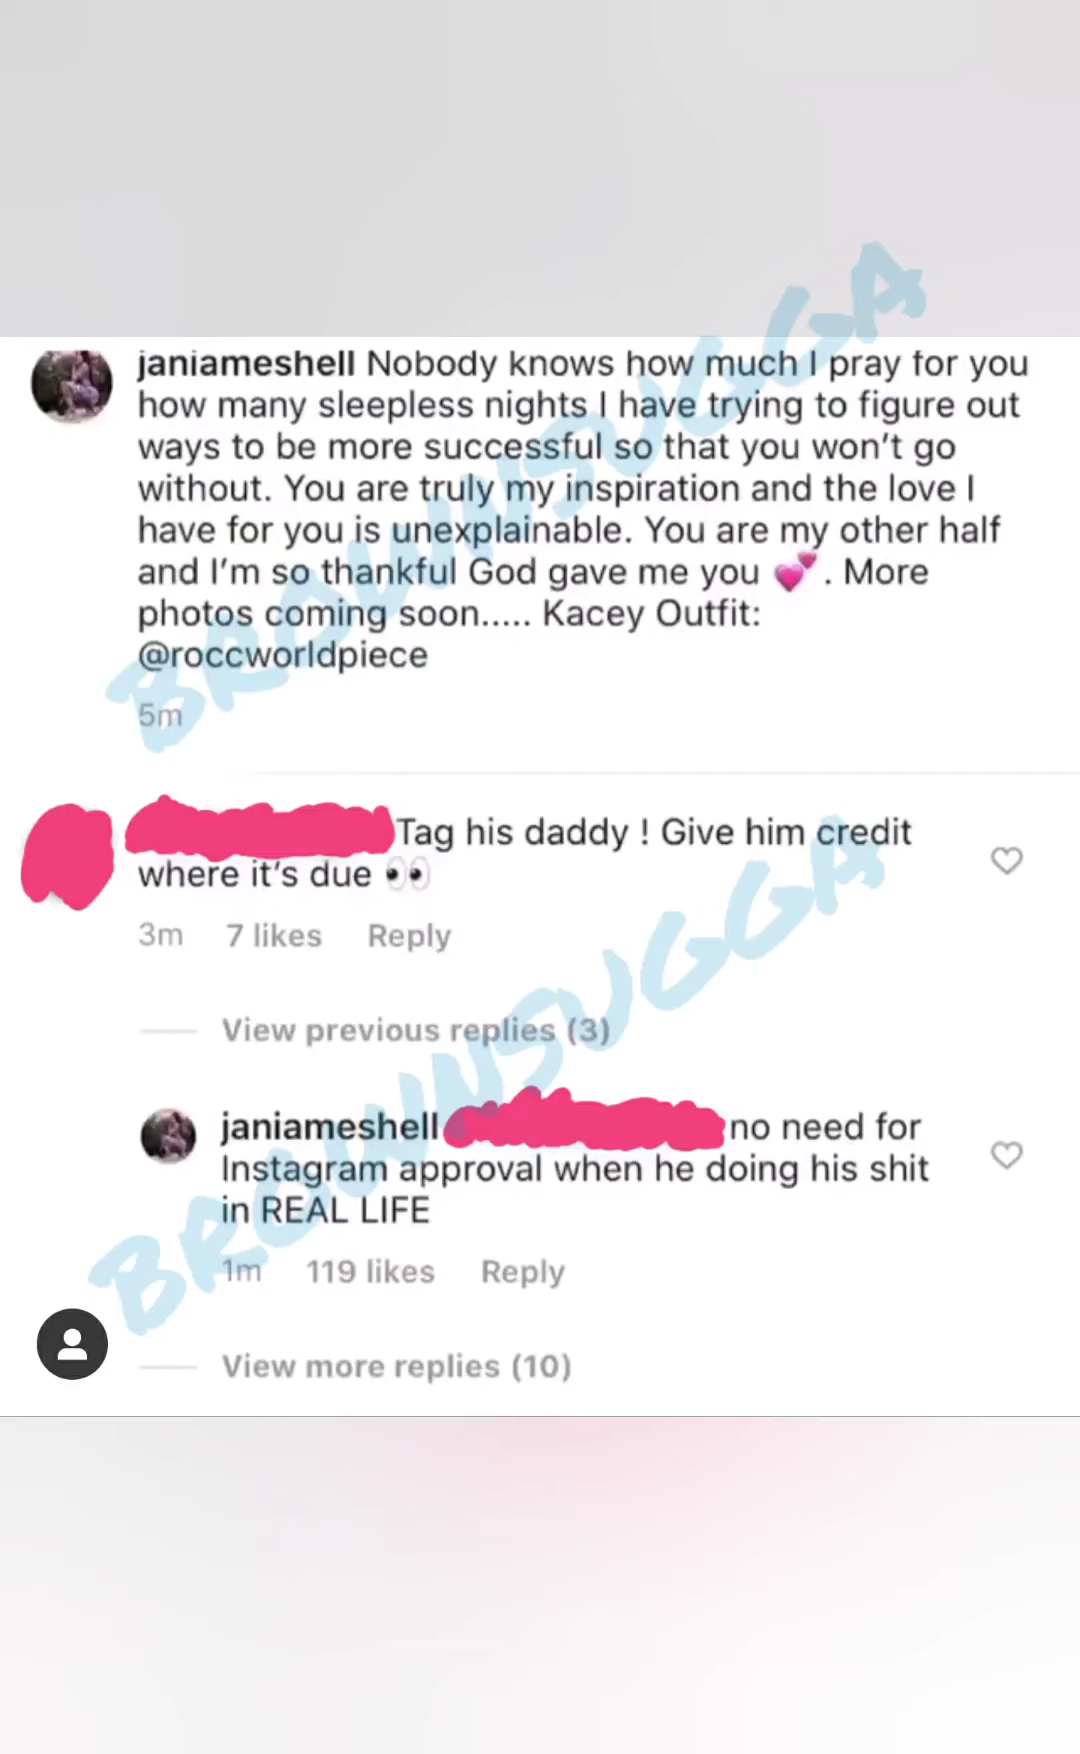 janiameshell Nobody knows how much I pray for you
how many sleepless nights I have trying to figure out
ways to be more successful so that you won't go
without. You are truly my inspiration and the love I
have for you is unexplainable. You are my other half
and I'm so thankful God gave me you 💕. More
photos coming soon..... Kacey Outfit:
@roccworldpiece
5m
BROWNSUGGA
Tag his daddy ! Give him credit
where it's due 👀
3m 7 likes Reply
View previous replies (3)
janiameshell no need for
Instagram approval when he doing his shit
in REAL LIFE
1m 119 likes Reply
View more replies (10)
BROWNSUGGA